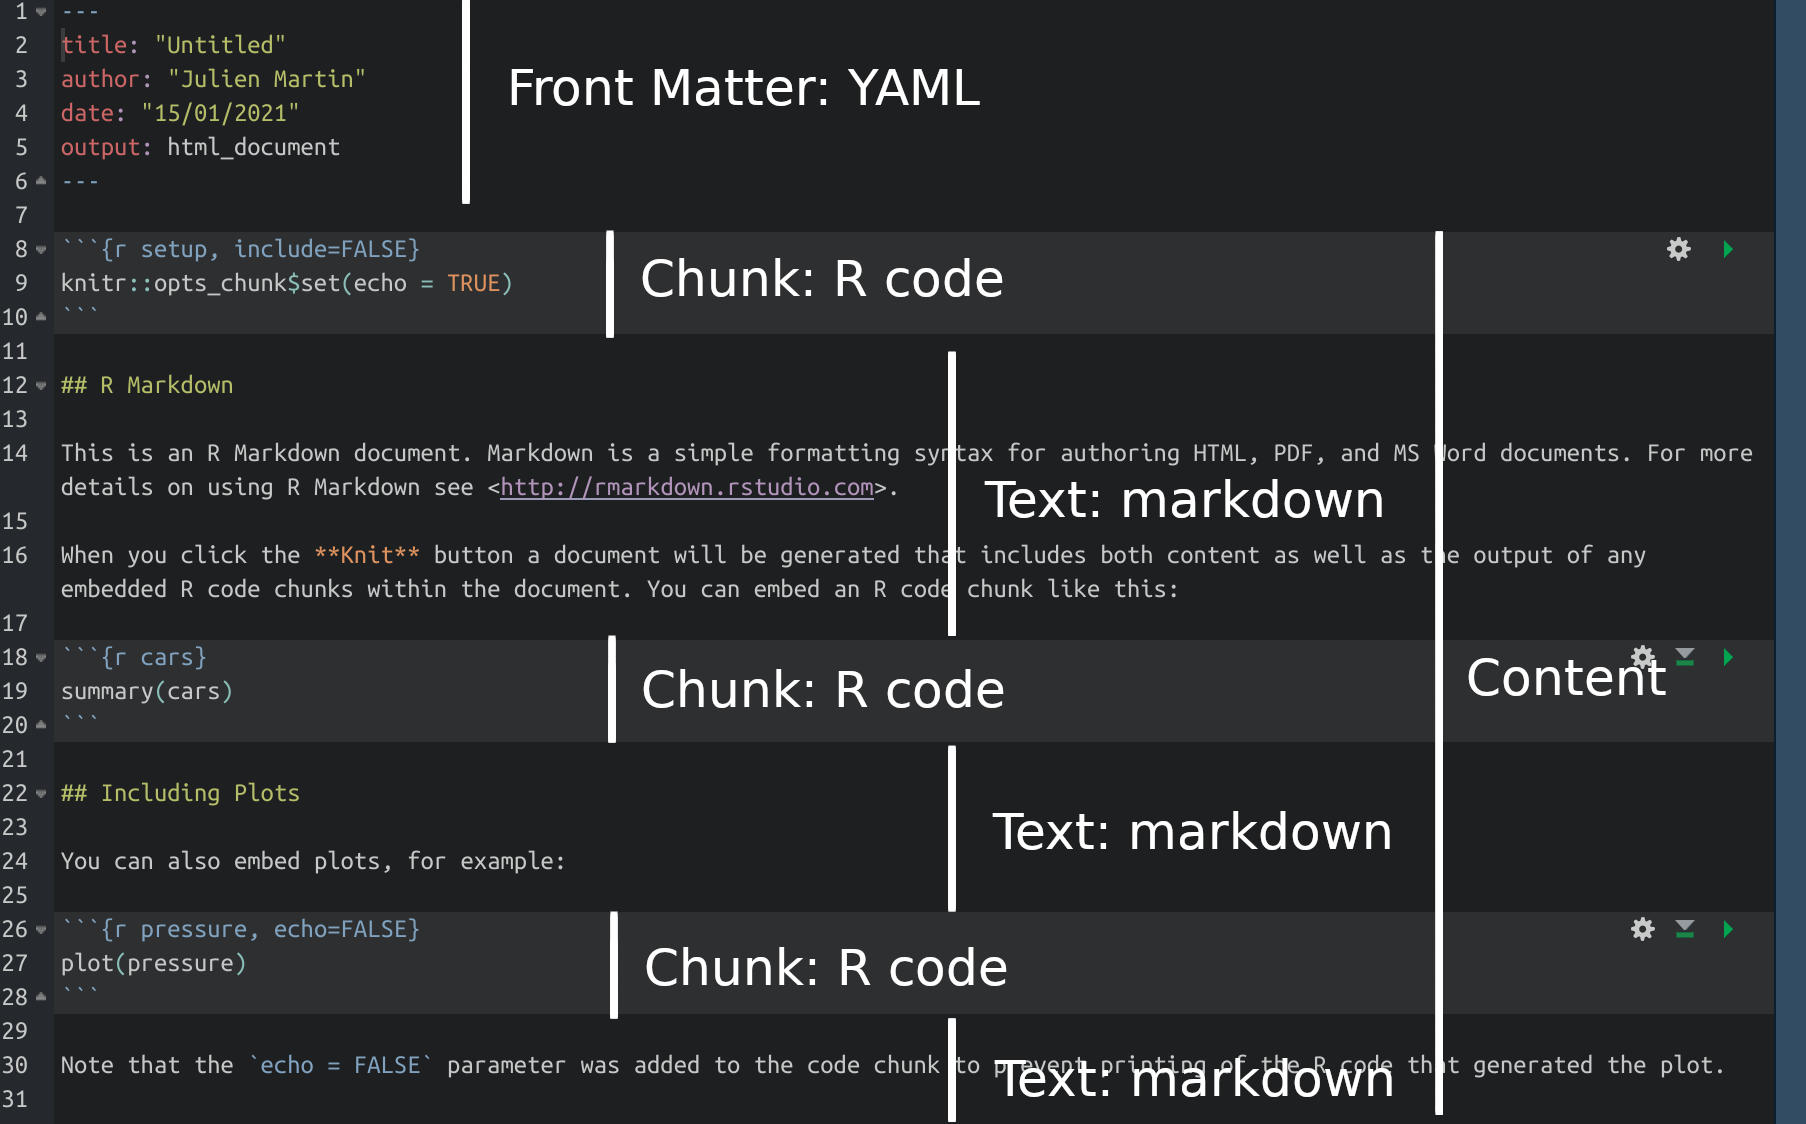 1 ---
2 title: "Untitled"
3 author: "Julien Martin"
Front Matter: YAML
4 date: "15/01/2021"
5 output: html_document
6 ---
7
8 ```{r setup, include=FALSE}
Chunk: R code
9 knitr::opts_chunk$set(echo = TRUE)
10 ```
11
12 ## R Markdown
13
14 This is an R Markdown document. Markdown is a simple formatting syntax for authoring HTML, PDF, and MS Word documents. For more
details on using R Markdown see <http://rmarkdown.rstudio.com>.
Text: markdown
15
16 When you click the **Knit** button a document will be generated that includes both content as well as the output of any
embedded R code chunks within the document. You can embed an R code chunk like this:
17
18 ```{r cars}
Chunk: R code
Content
19 summary(cars)
20 ```
21
22 ## Including Plots
23
Text: markdown
24 You can also embed plots, for example:
25
26 ```{r pressure, echo=FALSE}
27 plot(pressure)
Chunk: R code
28 ```
29
30 Note that the `echo = FALSE` parameter was added to the code chunk to prevent printing of the R code that generated the plot.
Text: markdown
31